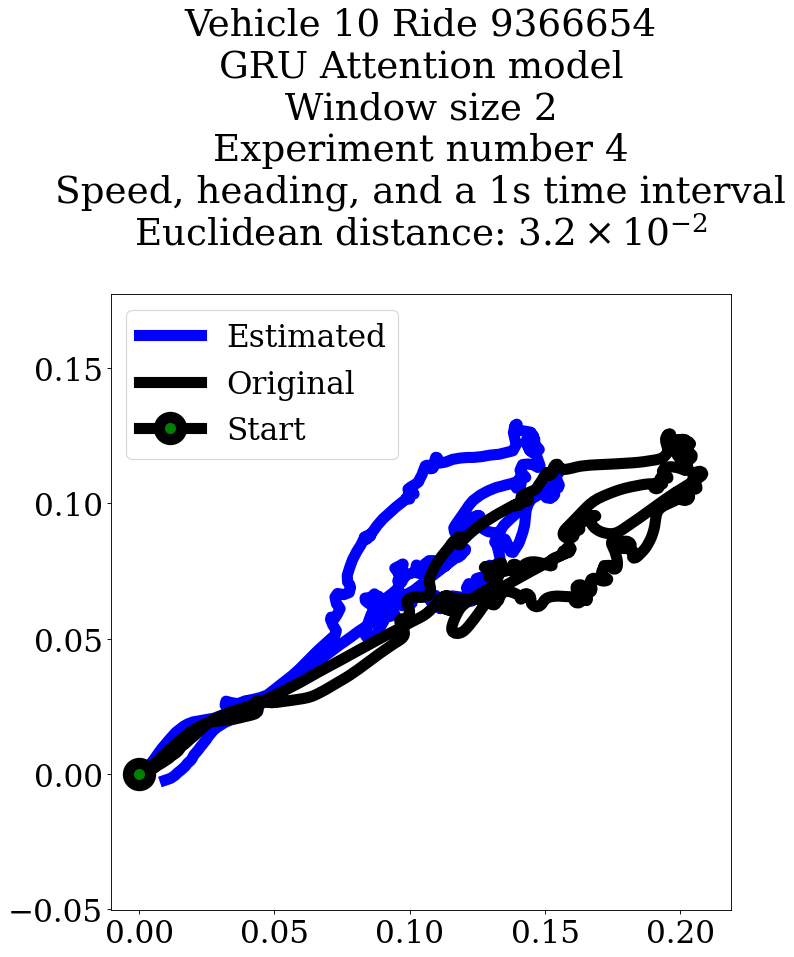 Vehicle 10 Ride 9366654
GRU Attention model
Window size 2
Experiment number 4
Speed, heading, and a 1s time interval
Euclidean distance: 3.2 × 10⁻²
Estimated
Original
Start
0.15
0.10
0.05
0.00
−0.05
0.00 0.05 0.10 0.15 0.20